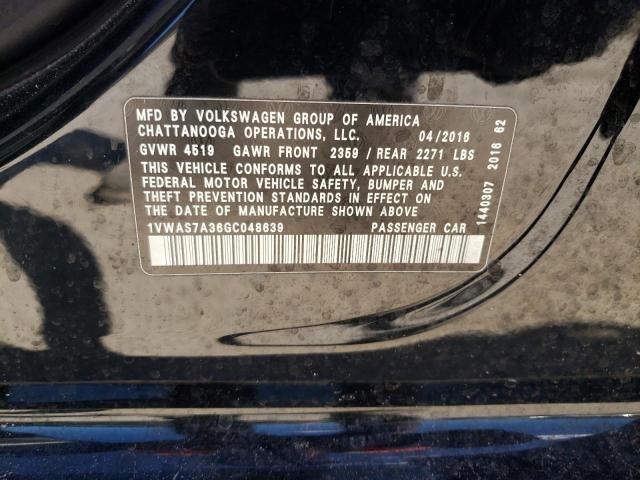 MFD BY VOLKSWAGEN GROUP OF AMERICA
CHATTANOOGA OPERATIONS, LLC. 04/2016
GVWR 4519 GAWR FRONT 2359 / REAR 2271 LBS
THIS VEHICLE CONFORMS TO ALL APPLICABLE U.S.
FEDERAL MOTOR VEHICLE SAFETY, BUMPER AND
THEFT PREVENTION STANDARDS IN EFFECT ON THE
DATE OF MANUFACTURE SHOWN ABOVE
1VWAS7A36GC048639 PASSENGER CAR
1440307 2016 62